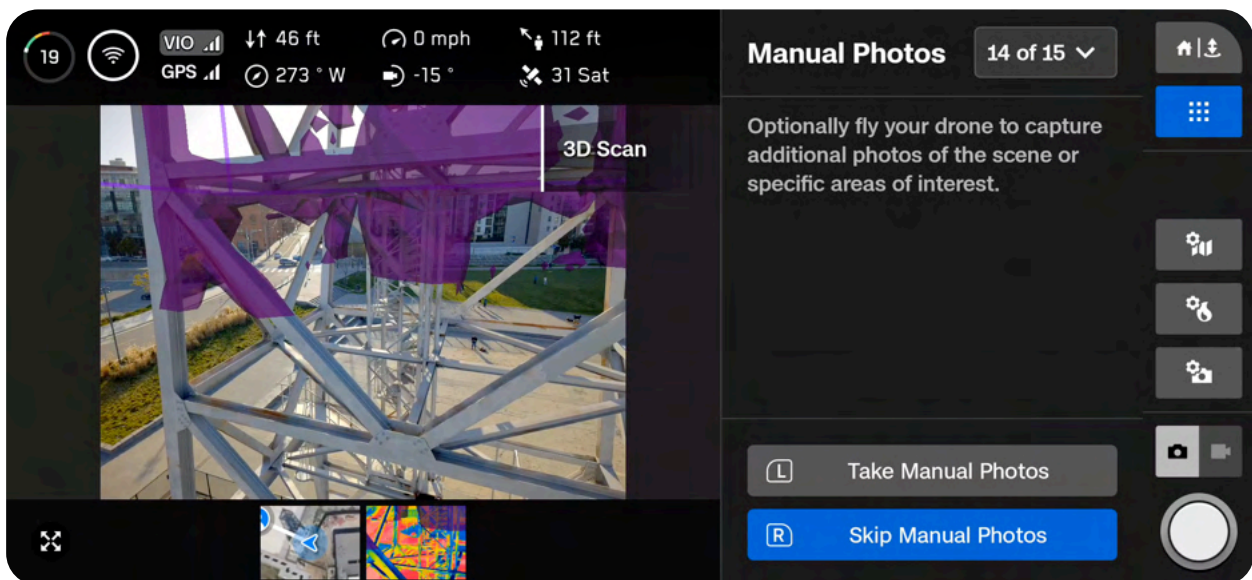 19
VIO
GPS
46 ft
273 ° W
0 mph
-15 °
112 ft
31 Sat
3D Scan
Manual Photos
14 of 15
Optionally fly your drone to capture
additional photos of the scene or
specific areas of interest.
L Take Manual Photos
R Skip Manual Photos